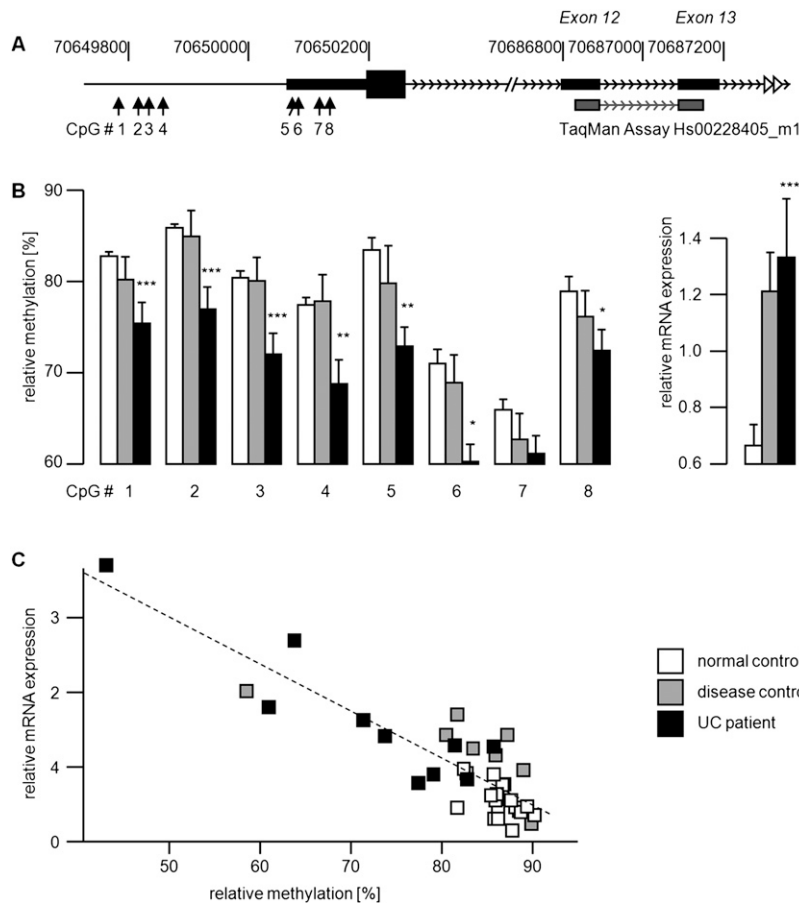 A
Exon 12 Exon 13
70649800 70650000 70650200 70686800 70687000 70687200
CpG # 1 2 3 4 5 6 7 8
TaqMan Assay Hs00228405_m1
B
relative methylation [%]
90
80
70
60
*** *** *** ** ** * *
CpG # 1 2 3 4 5 6 7 8
relative mRNA expression
1.4
1.2
1.0
0.8
0.6
***
C
relative mRNA expression
3
2
4
0
50 60 70 80 90
relative methylation [%]
normal contro
disease contro
UC patient